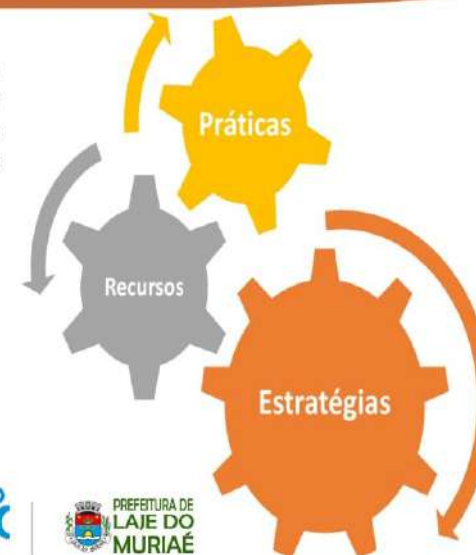 Práticas
Recursos
Estratégias
PREFEITURA DE
LAJE DO
MURIAÉ